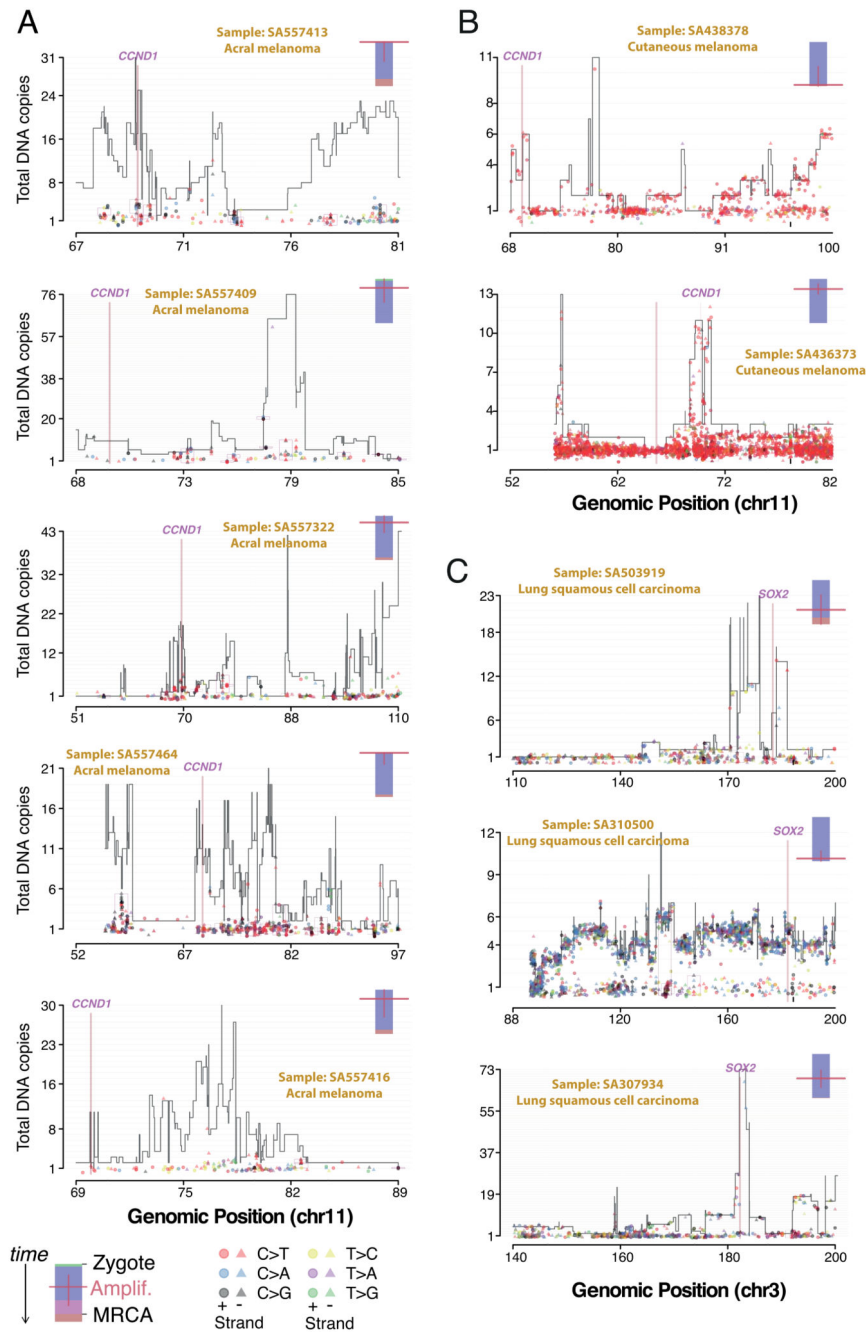 A
Sample: SA557413
Acral melanoma
CCND1
Total DNA copies
31
24
16
8
1
67
71
76
81
Sample: SA557409
Acral melanoma
CCND1
Total DNA copies
76
57
38
20
1
68
73
79
85
Sample: SA557322
Acral melanoma
CCND1
Total DNA copies
43
32
22
12
1
51
70
88
110
Sample: SA557464
Acral melanoma
CCND1
Total DNA copies
21
16
11
6
1
52
67
82
97
CCND1
Sample: SA557416
Acral melanoma
Total DNA copies
30
23
16
8
1
69
75
82
89
Genomic Position (chr11)
B
Sample: SA438378
Cutaneous melanoma
CCND1
11
6
4
1
68
80
91
100
CCND1
Sample: SA436373
Cutaneous melanoma
13
10
7
4
1
52
62
72
82
Genomic Position (chr11)
C
Sample: SA503919
Lung squamous cell carcinoma
SOX2
23
18
12
6
1
110
140
170
200
Sample: SA310500
Lung squamous cell carcinoma
SOX2
12
9
6
4
1
88
120
160
200
SOX2
Sample: SA307934
Lung squamous cell carcinoma
73
55
37
19
1
140
160
180
200
Genomic Position (chr3)
time
Zygote
Amplif.
MRCA
C>T
C>A
C>G
+ -
Strand
T>C
T>A
T>G
+ -
Strand